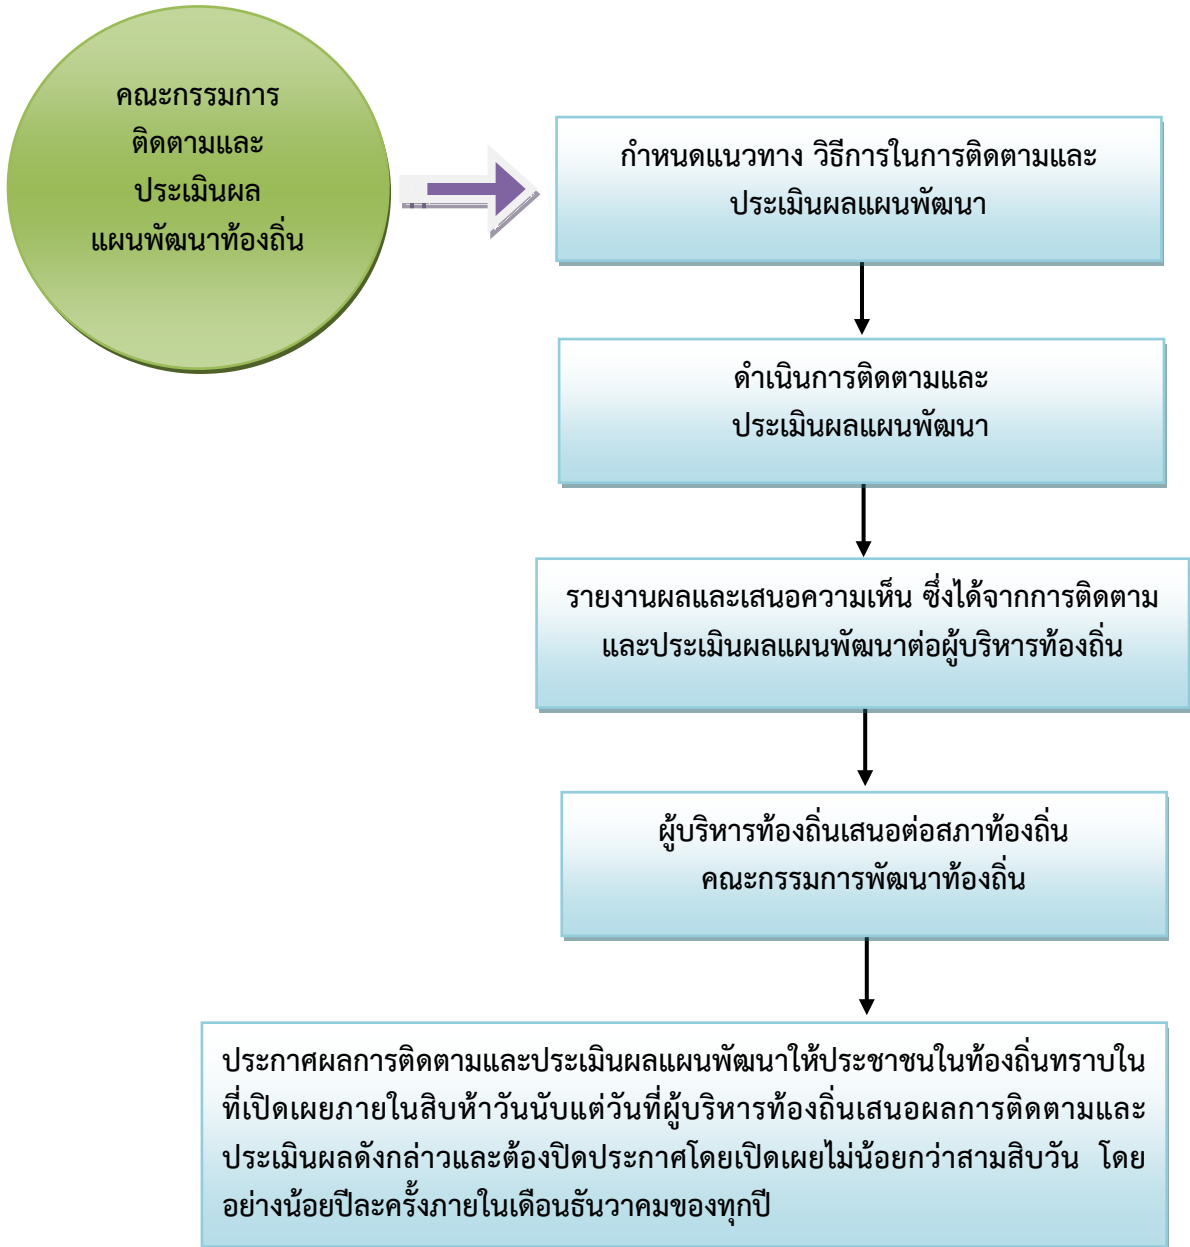 คณะกรรมการ
ติดตามและ
ประเมินผล
แผนพัฒนาท้องถิ่น
กำหนดแนวทาง วิธีการในการติดตามและ
ประเมินผลแผนพัฒนา
ดำเนินการติดตามและ
ประเมินผลแผนพัฒนา
รายงานผลและเสนอความเห็น ซึ่งได้จากการติดตาม
และประเมินผลแผนพัฒนาต่อผู้บริหารท้องถิ่น
ผู้บริหารท้องถิ่นเสนอต่อสภาท้องถิ่น
คณะกรรมการพัฒนาท้องถิ่น
ประกาศผลการติดตามและประเมินผลแผนพัฒนาให้ประชาชนในท้องถิ่นทราบใน
ที่เปิดเผยภายในสิบห้าวันนับแต่วันที่ผู้บริหารท้องถิ่นเสนอผลการติดตามและ
ประเมินผลดังกล่าวและต้องปิดประกาศโดยเปิดเผยไม่น้อยกว่าสามสิบวัน โดย
อย่างน้อยปีละครั้งภายในเดือนธันวาคมของทุกปี